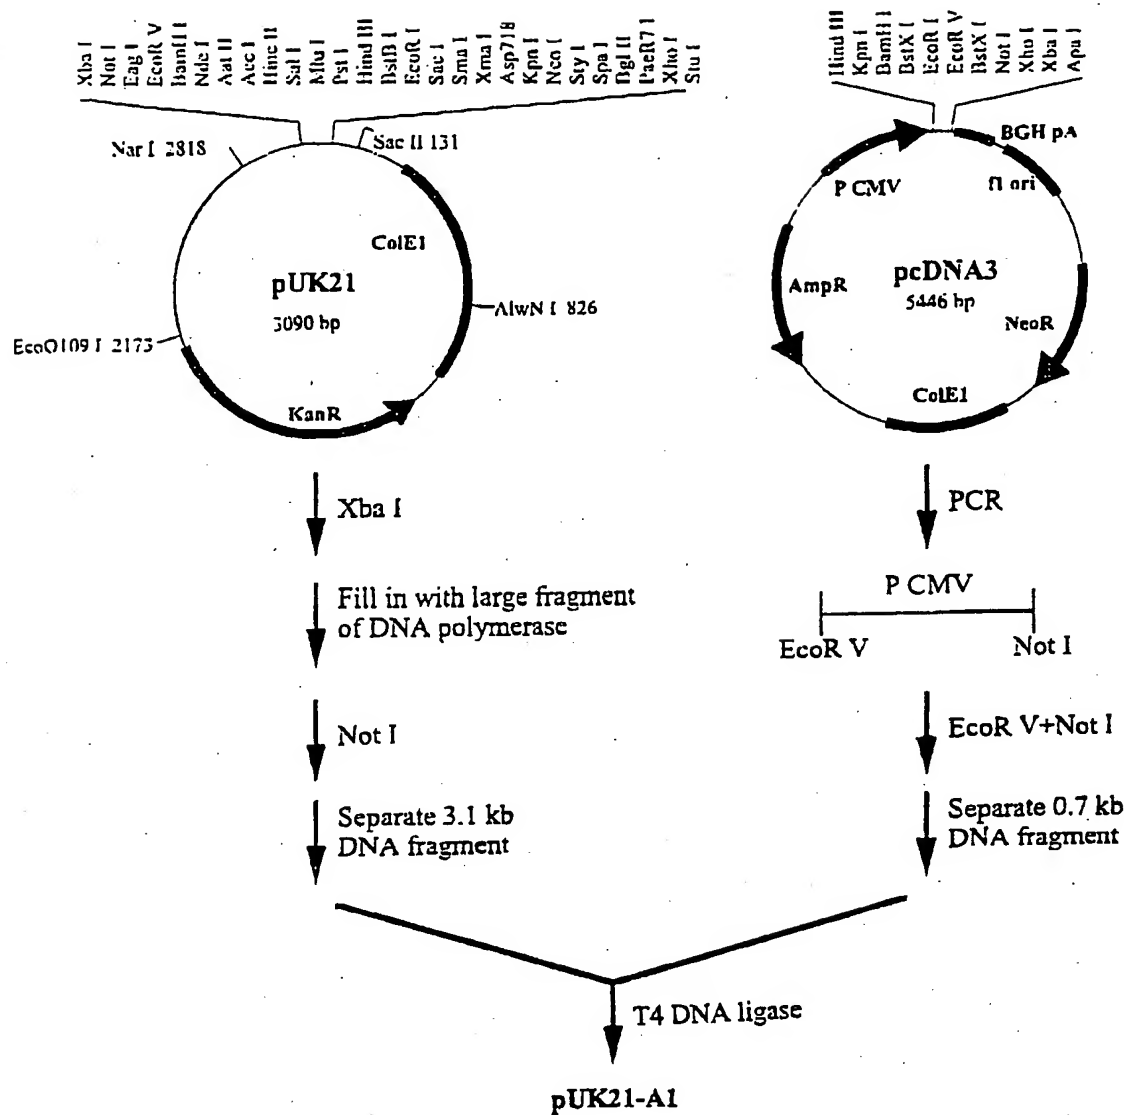 Xba I
Not I
Eag I
EcoR V
BamH I
Nde I
Aat II
Acc I
Hinc II
Sal I
Mlu I
Pst I
Hind III
BstB I
EcoR I
Sac I
Sma I
Xma I
Asp718
Kpn I
Nco I
Sty I
Spa I
Bgl II
PaeR7 I
Xho I
Stu I
Nar I 2818
Sac II 131
ColE1
pUK21
3090 bp
AlwN I 826
EcoO109 I 2173
KanR
Hind III
Kpn I
BamH I
BstX I
EcoR I
EcoR V
BstX I
Not I
Xho I
Xba I
Apa I
BGH pA
P CMV
f1 ori
AmpR
pcDNA3
5446 bp
NeoR
ColE1
Xba I
Fill in with large fragment
of DNA polymerase
Not I
Separate 3.1 kb
DNA fragment
PCR
P CMV
EcoR V
Not I
EcoR V+Not I
Separate 0.7 kb
DNA fragment
T4 DNA ligase
pUK21-A1